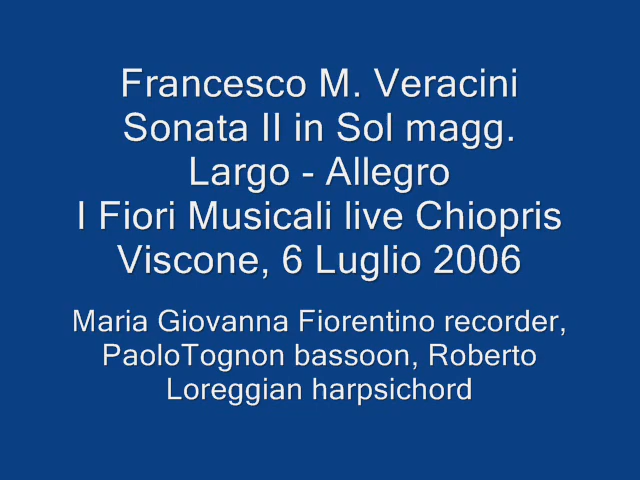 Francesco M. Veracini
Sonata II in Sol magg.
Largo - Allegro
I Fiori Musicali live Chiopris
Viscone, 6 Luglio 2006
Maria Giovanna Fiorentino recorder,
PaoloTognon bassoon, Roberto
Loreggian harpsichord